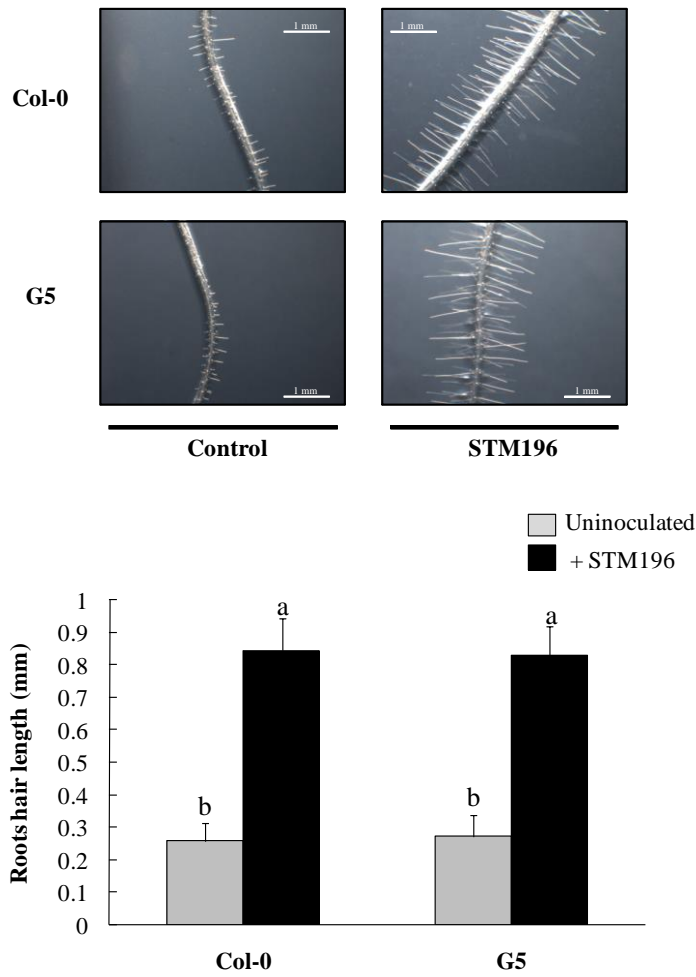 1 mm
1 mm
Col-0
1 mm
1 mm
G5
Control
STM196
Uninoculated
+ STM196
Roots hair length (mm)
1
0.9
0.8
0.7
0.6
0.5
0.4
0.3
0.2
0.1
0
b
a
b
a
Col-0
G5